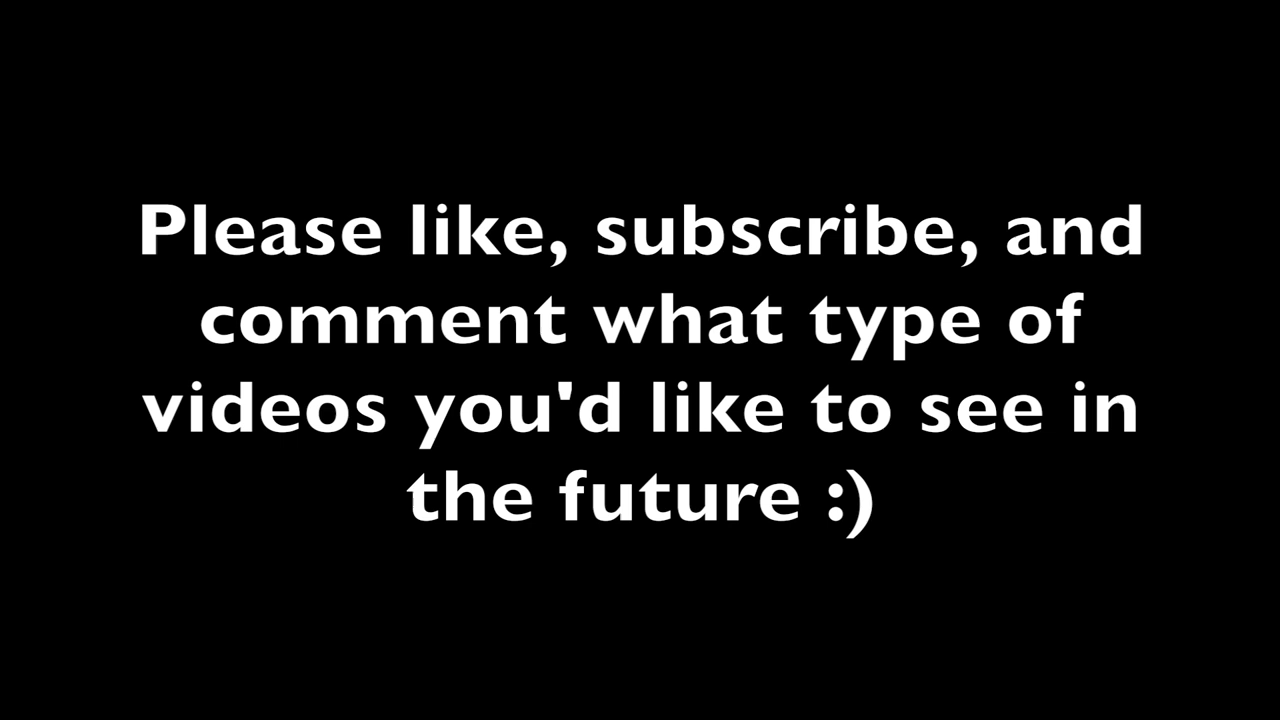 Please like, subscribe, and
comment what type of
videos you'd like to see in
the future :)